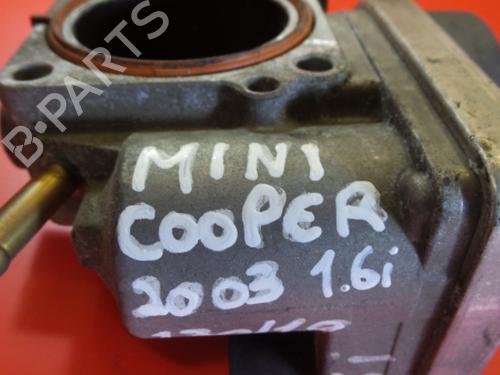 B-PARTS
MINI
COOPER
2003 1.6i